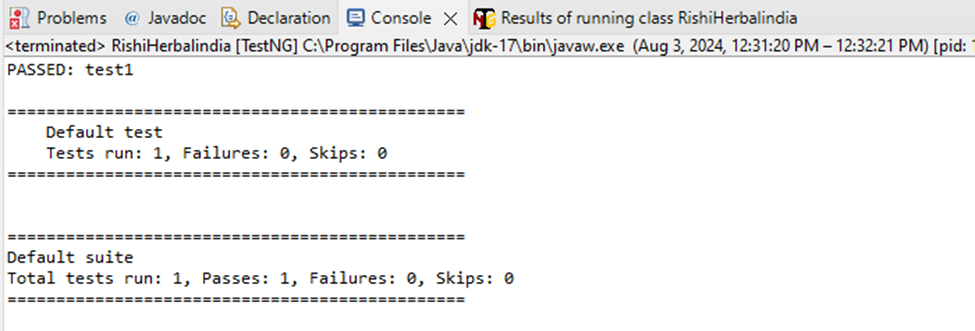 Problems @ Javadoc Declaration Console Results of running class RishiHerbalindia
<terminated> RishiHerbalindia [TestNG] C:\Program Files\Java\jdk-17\bin\javaw.exe (Aug 3, 2024, 12:31:20 PM – 12:32:21 PM) [pid:
PASSED: test1
===============================================
Default test
Tests run: 1, Failures: 0, Skips: 0
===============================================
===============================================
Default suite
Total tests run: 1, Passes: 1, Failures: 0, Skips: 0
===============================================